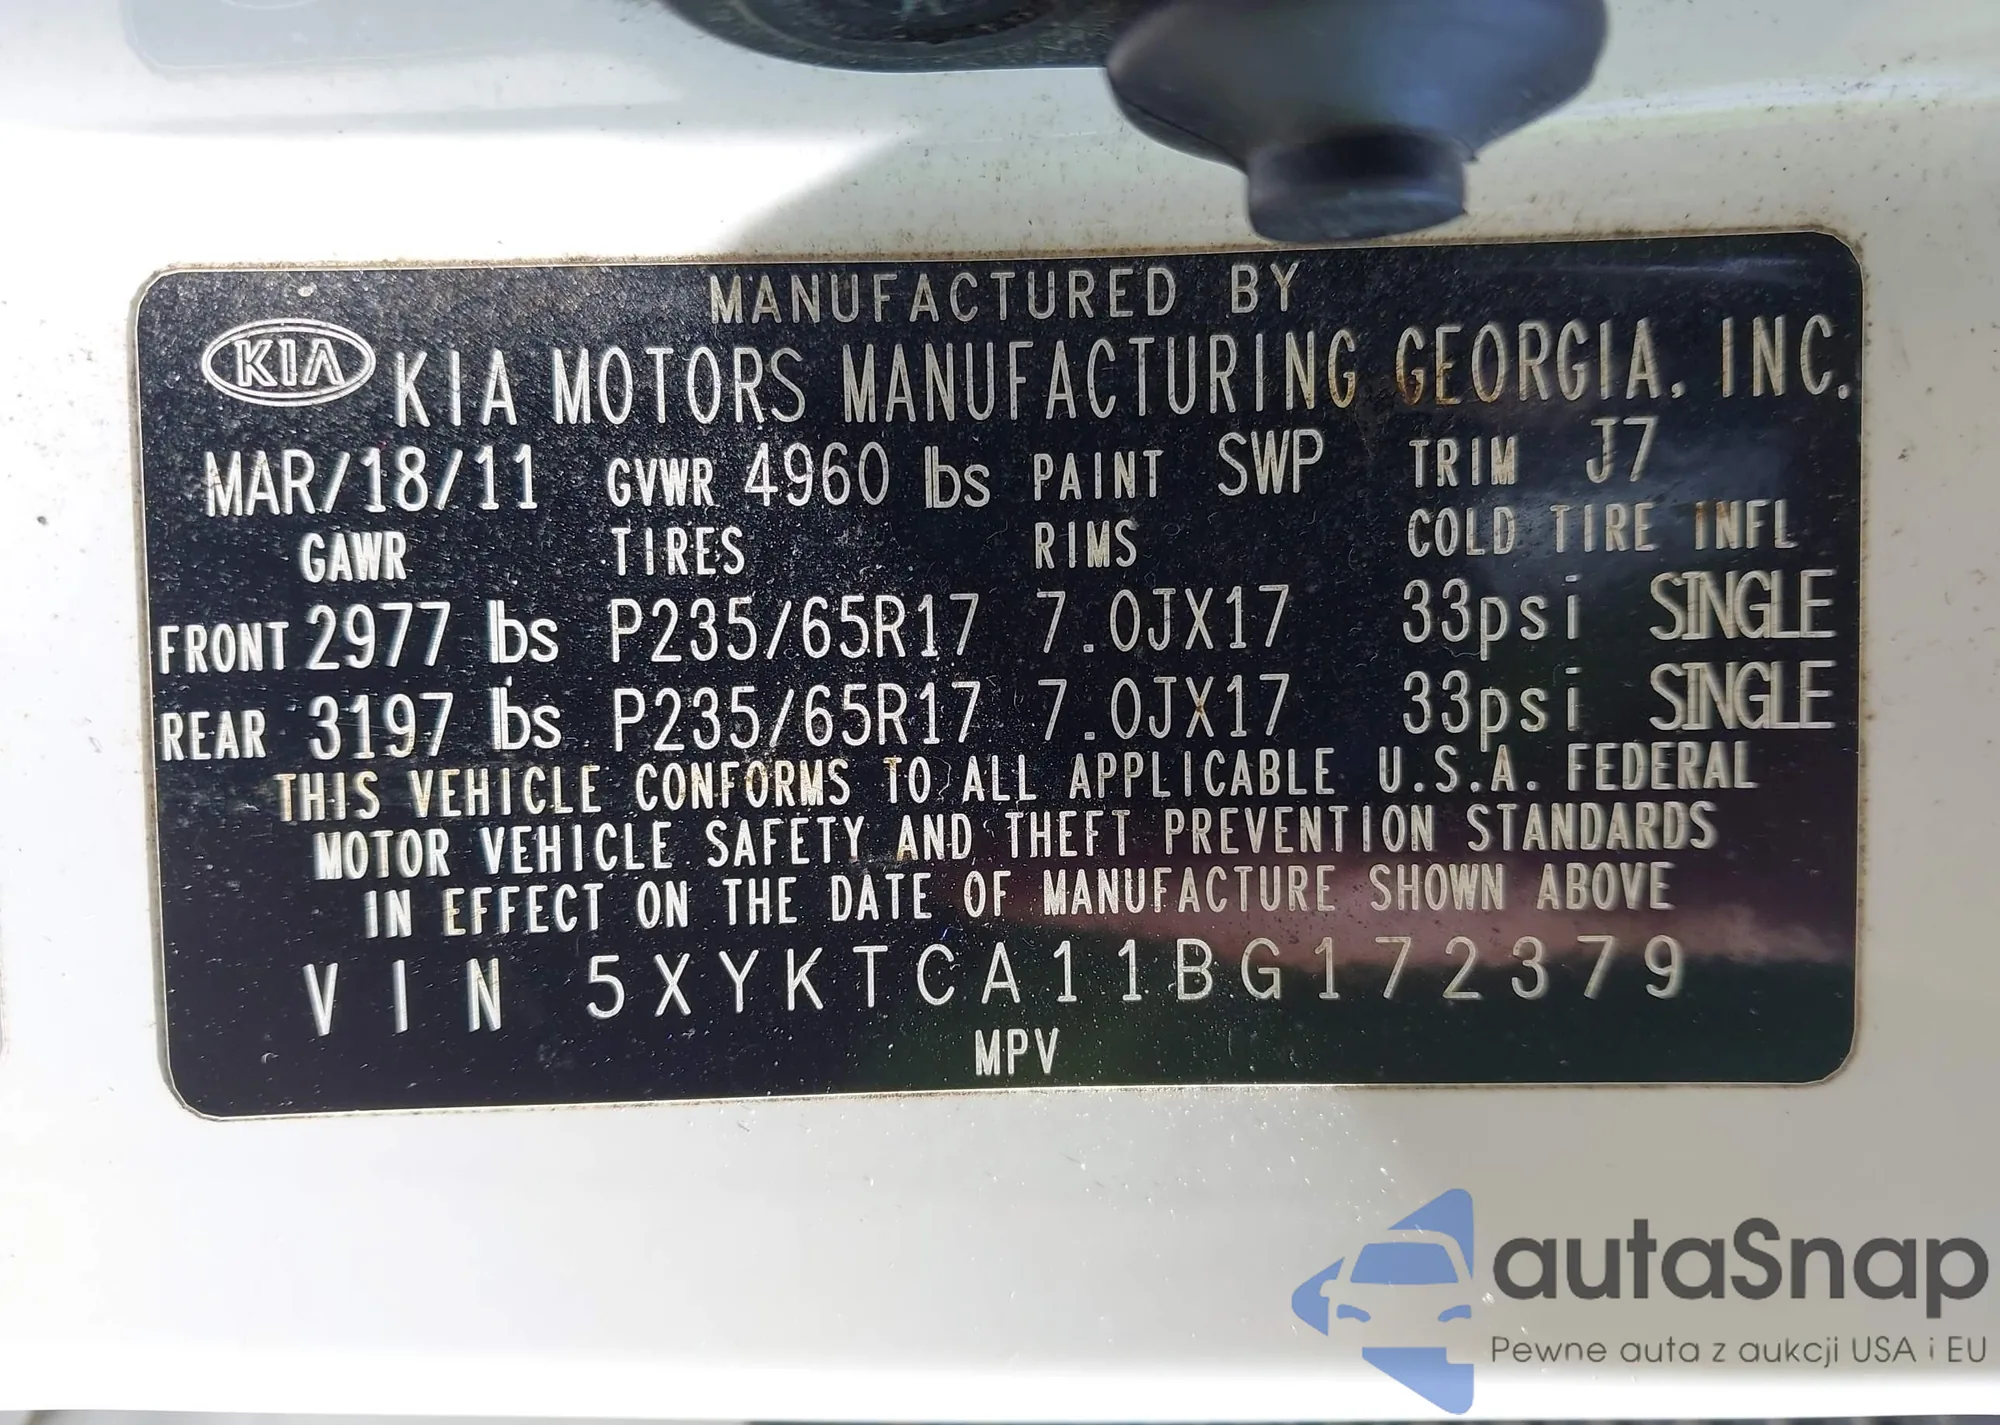 MANUFACTURED BY
KIA KIA MOTORS MANUFACTURING GEORGIA, INC.
MAR/18/11 GVWR 4960 lbs PAINT SWP TRIM J7
GAWR TIRES RIMS COLD TIRE INFL
FRONT 2977 lbs P235/65R17 7.0JX17 33psi SINGLE
REAR 3197 lbs P235/65R17 7.0JX17 33psi SINGLE
THIS VEHICLE CONFORMS TO ALL APPLICABLE U.S.A. FEDERAL
MOTOR VEHICLE SAFETY AND THEFT PREVENTION STANDARDS
IN EFFECT ON THE DATE OF MANUFACTURE SHOWN ABOVE
VIN 5XYKTCA11BG172379
MPV
autaSnap
Pewne auta z aukcji USA i EU